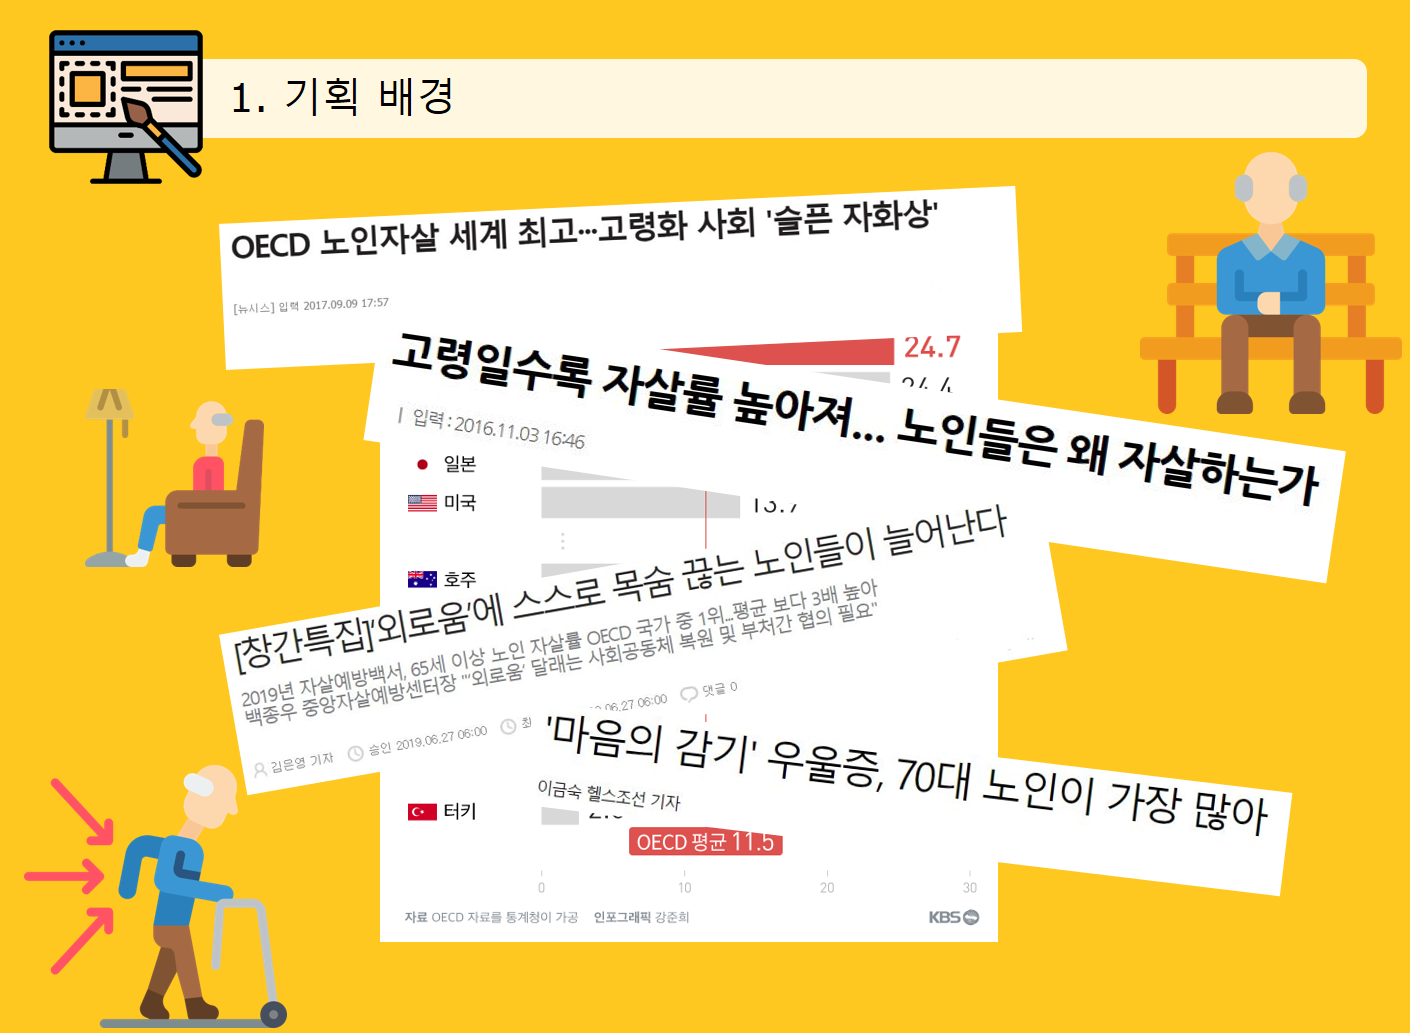 1. 기획 배경
OECD 노인자살 세계 최고…고령화 사회 '슬픈 자화상'
[뉴시스] 입력 2017.09.09 17:57
24.7
24.4
고령일수록 자살률 높아져... 노인들은 왜 자살하는가
입력 : 2016.11.03 16:46
일본
미국
13.7
호주
[창간특집]'외로움'에 스스로 목숨 끊는 노인들이 늘어난다
2019년 자살예방백서, 65세 이상 노인 자살률 OECD 국가 중 1위...평균 보다 3배 높아
백종우 중앙자살예방센터장 "'외로움' 달래는 사회공동체 복원 및 부처간 협의 필요"
김은영 기자 승인 2019.06.27 06:00 최 06.27 06:00 댓글 0
'마음의 감기' 우울증, 70대 노인이 가장 많아
이금숙 헬스조선 기자
터키
OECD 평균 11.5
0 10 20 30
자료 OECD 자료를 통계청이 가공 인포그래픽 강준희
KBS